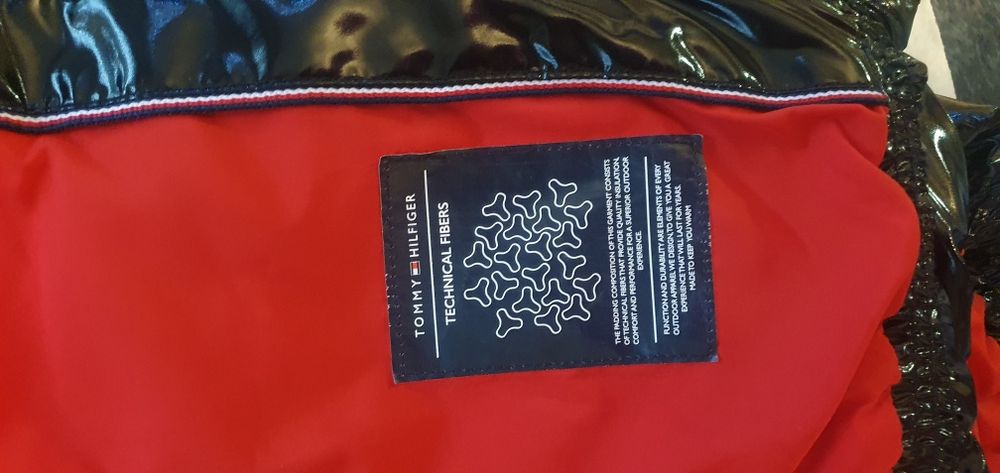 TOMMY HILFIGER
TECHNICAL FIBERS
THE PADDING COMPOSITION OF THIS GARMENT CONSISTS
OF TECHNICAL FIBERS THAT PROVIDE QUALITY INSULATION,
COMFORT AND PERFORMANCE FOR A SUPERIOR OUTDOOR
EXPERIENCE.
FUNCTION AND DURABILITY ARE ELEMENTS OF EVERY
OUTDOOR APPAREL WE DESIGN, TO GIVE YOU A GREAT
EXPERIENCE THAT WILL LAST FOR YEARS.
MADE TO KEEP YOU WARM